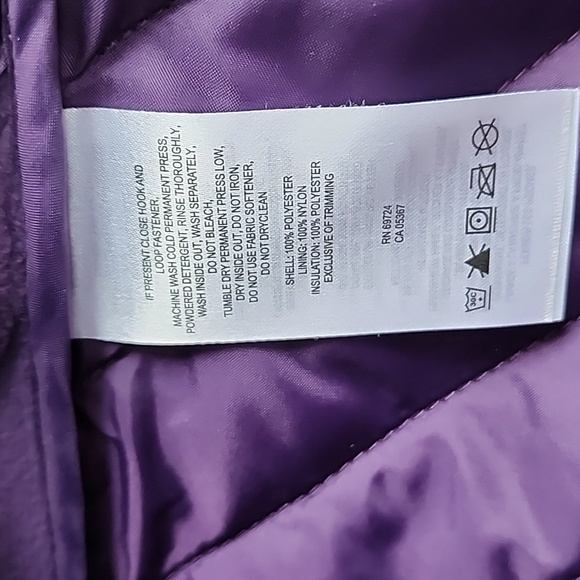 IF PRESENT CLOSE HOOK AND
LOOP FASTENER,
MACHINE WASH COLD PERMANENT PRESS,
POWDERED DETERGENT, RINSE THOROUGHLY,
WASH INSIDE OUT, WASH SEPARATELY,
DO NOT BLEACH,
TUMBLE DRY PERMANENT PRESS LOW,
DRY INSIDE OUT, DO NOT IRON,
DO NOT USE FABRIC SOFTENER,
DO NOT DRYCLEAN
SHELL: 100% POLYESTER
LINING: 100% NYLON
INSULATION: 100% POLYESTER
EXCLUSIVE OF TRIMMING
RN 69724
CA 05367
30C